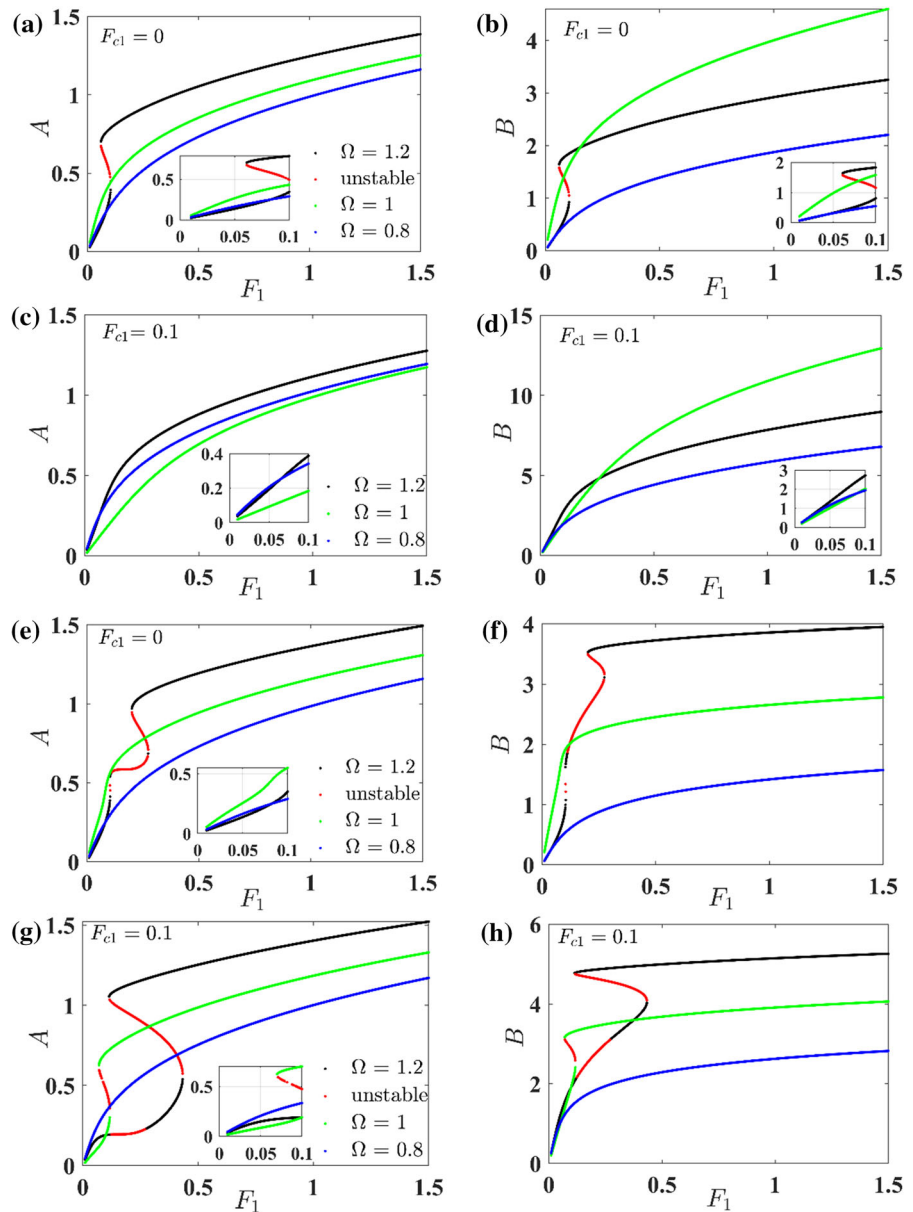 (a)
F_{c1} = 0
1.5
1
0.5
0
A
0.5
0
0.05
0.1
Ω = 1.2
unstable
Ω = 1
Ω = 0.8
0
0.5
1
1.5
F_1
(b)
F_{c1} = 0
4
3
2
1
0
B
2
1
0
0
0.05
0.1
0
0.5
1
1.5
F_1
(c)
F_{c1} = 0.1
1.5
1
0.5
0
A
0.4
0.2
0
0
0.05
0.1
Ω = 1.2
Ω = 1
Ω = 0.8
0
0.5
1
1.5
F_1
(d)
F_{c1} = 0.1
15
10
5
0
B
3
2
1
0
0
0.05
0.1
0
0.5
1
1.5
F_1
(e)
F_{c1} = 0
1.5
1
0.5
0
A
0.5
0
0
0.05
0.1
Ω = 1.2
unstable
Ω = 1
Ω = 0.8
0
0.5
1
1.5
F_1
(f)
4
3
2
1
0
B
0
0.5
1
1.5
F_1
(g)
F_{c1} = 0.1
1.5
1
0.5
0
A
0.5
0
0
0.05
0.1
Ω = 1.2
unstable
Ω = 1
Ω = 0.8
0
0.5
1
1.5
F_1
(h)
F_{c1} = 0.1
6
4
2
0
B
0
0.5
1
1.5
F_1